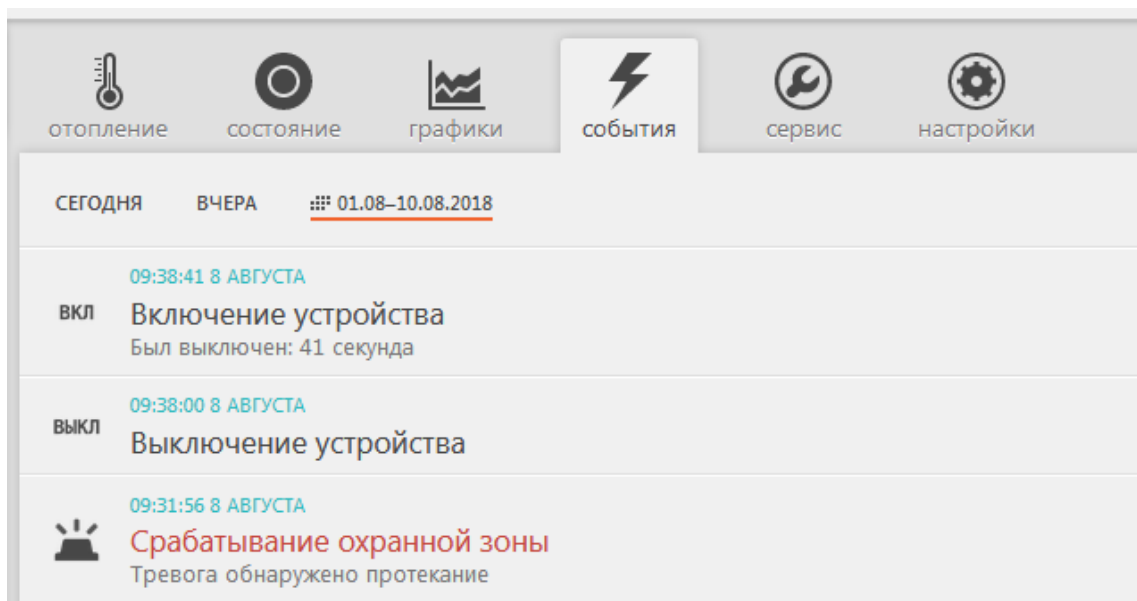 отопление состояние графики события сервис настройки
СЕГОДНЯ ВЧЕРА 01.08–10.08.2018
09:38:41 8 АВГУСТА
ВКЛ Включение устройства
Был выключен: 41 секунда
09:38:00 8 АВГУСТА
ВЫКЛ Выключение устройства
09:31:56 8 АВГУСТА
Срабатывание охранной зоны
Тревога обнаружено протекание